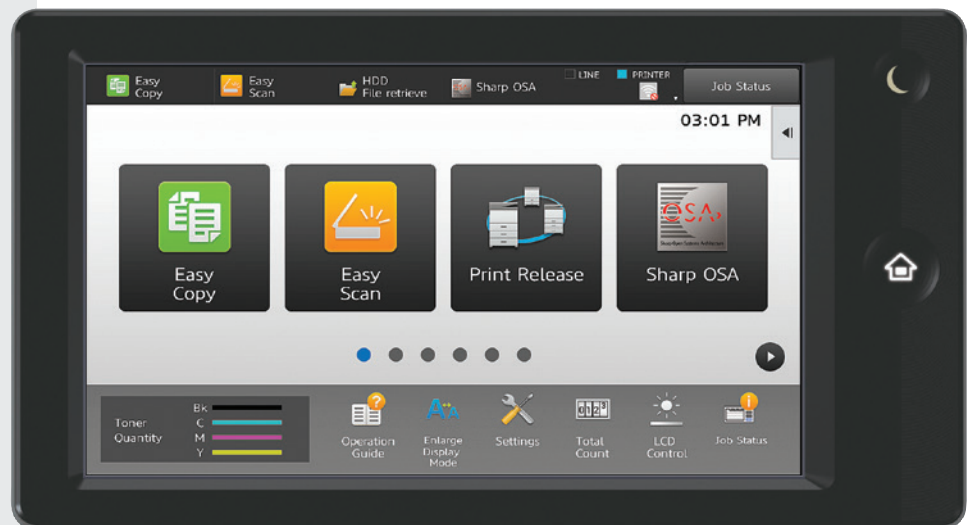 Easy
Copy
Easy
Scan
HDD
File retrieve
Sharp OSA
LINE
PRINTER
Job Status
03:01 PM
Easy
Copy
Easy
Scan
Print Release
OSA
Sharp OSA
Toner
Quantity
Bk
C
M
Y
Operation
Guide
Enlarge
Display
Mode
Settings
Total
Count
LCD
Control
Job Status